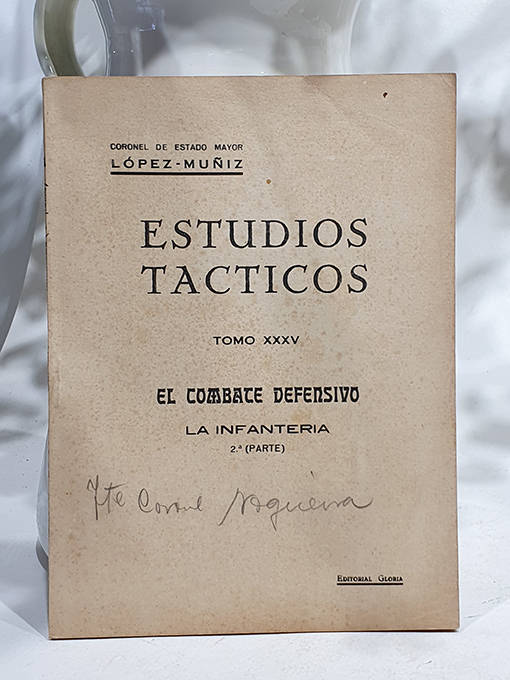 CORONEL DE ESTADO MAYOR
LÓPEZ-MUÑIZ
ESTUDIOS
TACTICOS
TOMO XXXV
EL COMBATE DEFENSIVO
LA INFANTERIA
2.ª (PARTE)
Tte Coronel Nogueira
EDITORIAL GLORIA